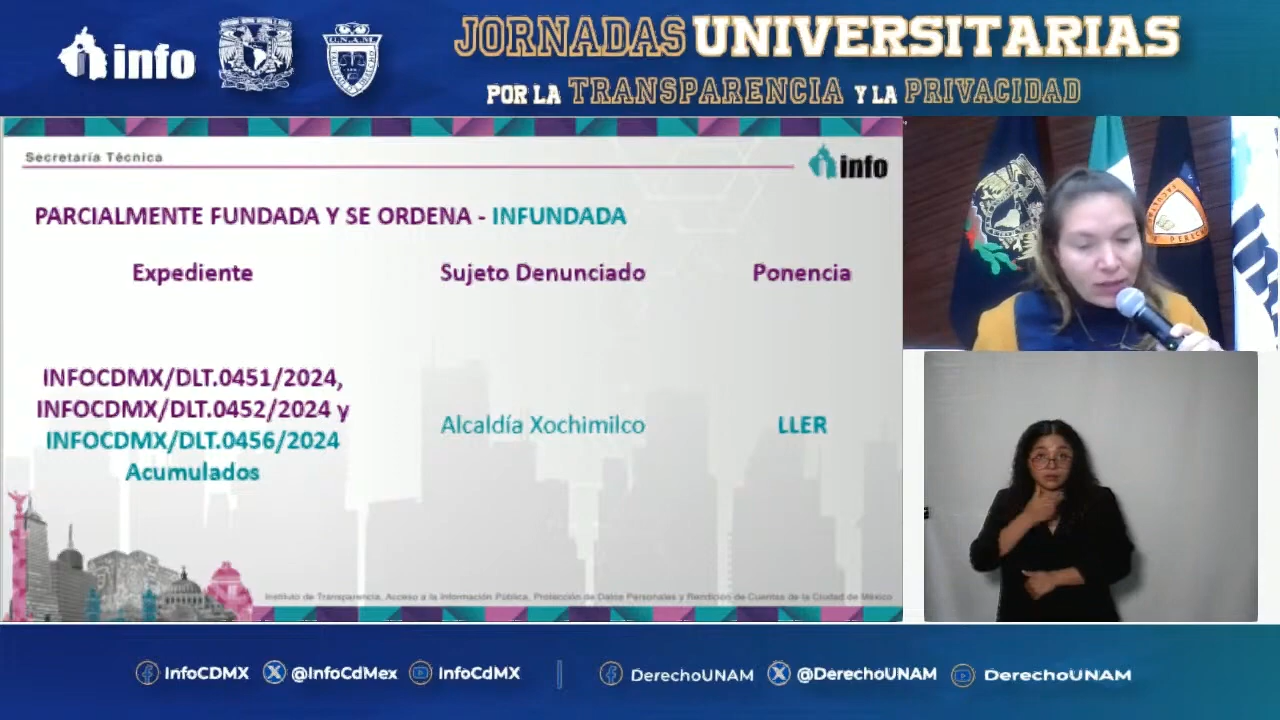 info
U.N.A.M.
JORNADAS UNIVERSITARIAS
POR LA TRANSPARENCIA Y LA PRIVACIDAD
Secretaría Técnica
info
PARCIALMENTE FUNDADA Y SE ORDENA - INFUNDADA
Expediente
Sujeto Denunciado
Ponencia
INFOCDMX/DLT.0451/2024,
INFOCDMX/DLT.0452/2024 y
INFOCDMX/DLT.0456/2024
Acumulados
Alcaldía Xochimilco
LLER
Instituto de Transparencia, Acceso a la Información Pública, Protección de Datos Personales y Rendición de Cuentas de la Ciudad de México
InfoCDMX
@InfoCdMex
InfoCdMX
DerechoUNAM
@DerechoUNAM
DerechoUNAM